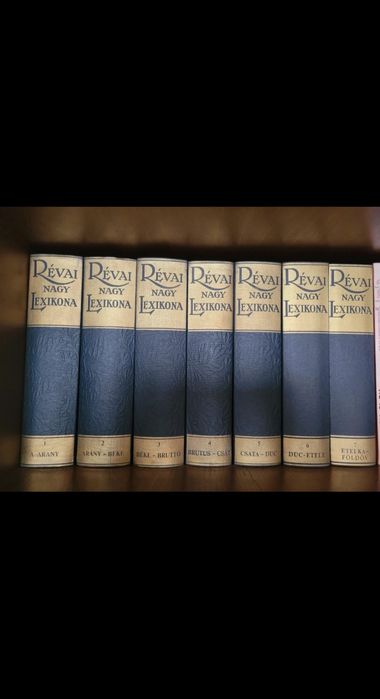 RÉVAI
NAGY
LEXIKONA
1
A-ARANY
RÉVAI
NAGY
LEXIKONA
2
ARANY-BÉKE
RÉVAI
NAGY
LEXIKONA
3
BÉKE-BRUTTÓ
RÉVAI
NAGY
LEXIKONA
4
BRUTUS-CSÁT
RÉVAI
NAGY
LEXIKONA
5
CSATA-DUC
RÉVAI
NAGY
LEXIKONA
6
DUC-ETELE
RÉVAI
NAGY
LEXIKONA
7
ETELKA-
FÖLDÖV